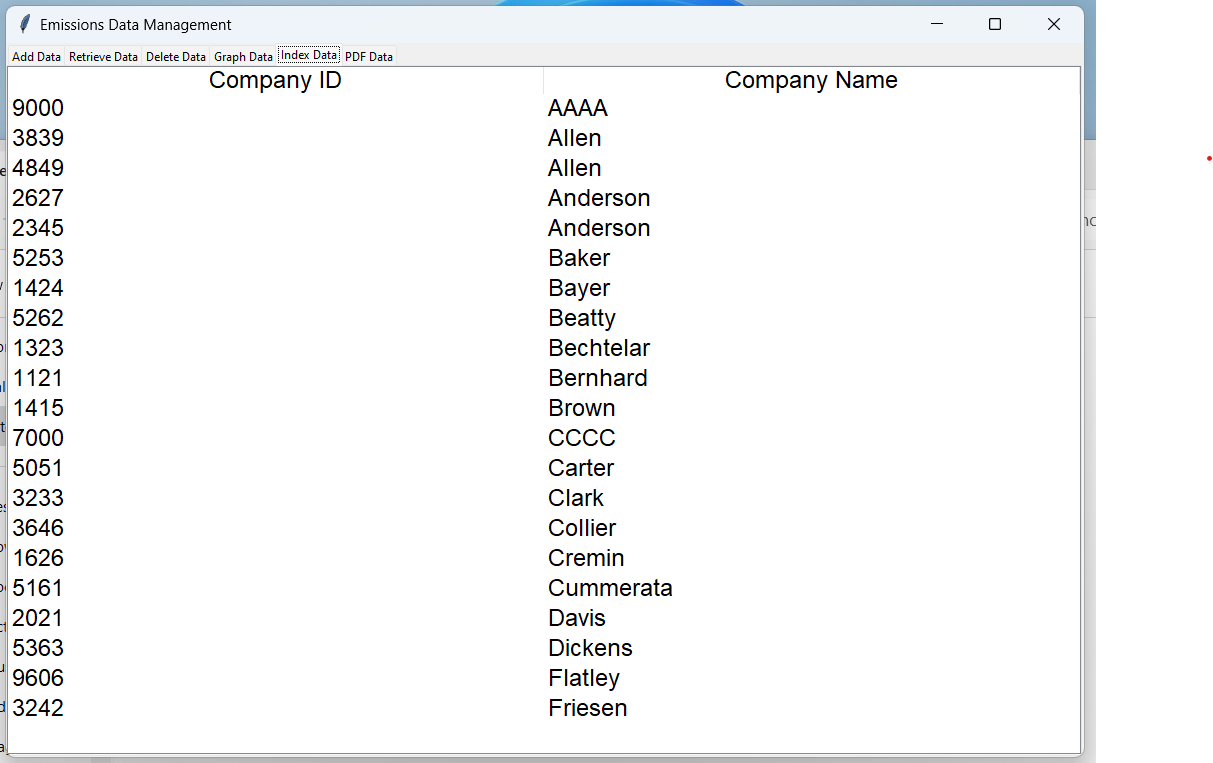 Emissions Data Management
Add Data Retrieve Data Delete Data Graph Data Index Data PDF Data
Company ID Company Name
9000 AAAA
3839 Allen
4849 Allen
2627 Anderson
2345 Anderson
5253 Baker
1424 Bayer
5262 Beatty
1323 Bechtelar
1121 Bernhard
1415 Brown
7000 CCCC
5051 Carter
3233 Clark
3646 Collier
1626 Cremin
5161 Cummerata
2021 Davis
5363 Dickens
9606 Flatley
3242 Friesen